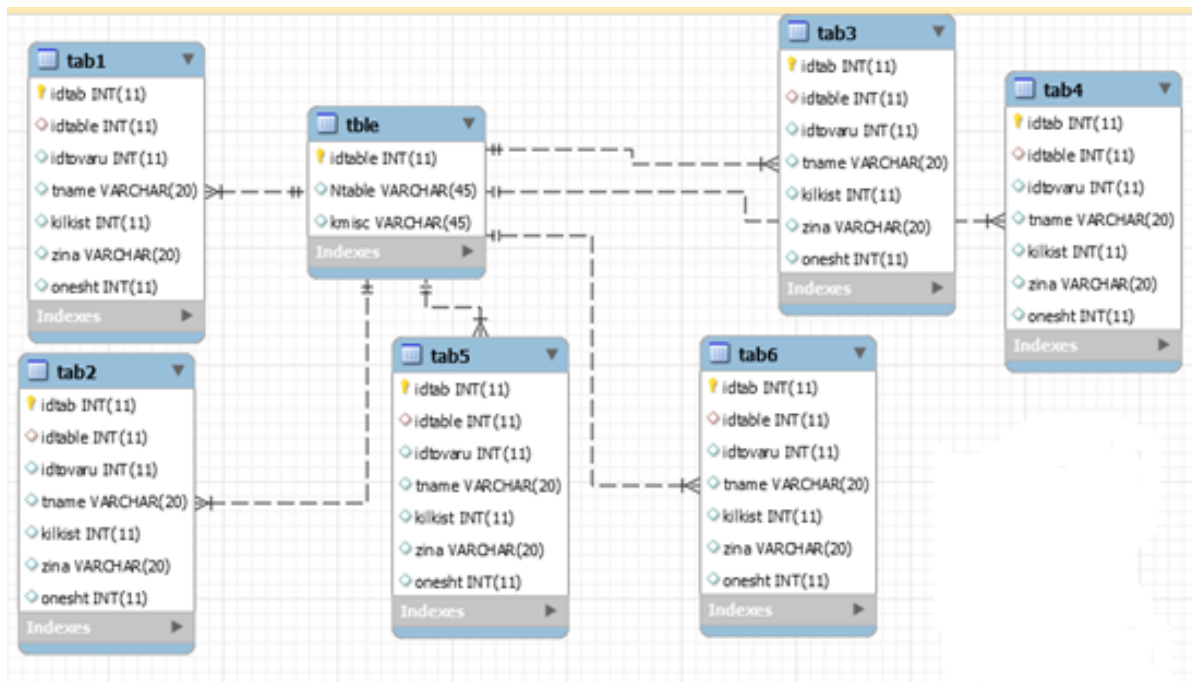 tab1
idtab INT(11)
idtable INT(11)
idtovaru INT(11)
tname VARCHAR(20)
kilkist INT(11)
zina VARCHAR(20)
onesht INT(11)
Indexes
tble
idtable INT(11)
Ntable VARCHAR(45)
kmisc VARCHAR(45)
Indexes
tab3
idtab INT(11)
idtable INT(11)
idtovaru INT(11)
tname VARCHAR(20)
kilkist INT(11)
zina VARCHAR(20)
onesht INT(11)
Indexes
tab4
idtab INT(11)
idtable INT(11)
idtovaru INT(11)
tname VARCHAR(20)
kilkist INT(11)
zina VARCHAR(20)
onesht INT(11)
Indexes
tab2
idtab INT(11)
idtable INT(11)
idtovaru INT(11)
tname VARCHAR(20)
kilkist INT(11)
zina VARCHAR(20)
onesht INT(11)
Indexes
tab5
idtab INT(11)
idtable INT(11)
idtovaru INT(11)
tname VARCHAR(20)
kilkist INT(11)
zina VARCHAR(20)
onesht INT(11)
Indexes
tab6
idtab INT(11)
idtable INT(11)
idtovaru INT(11)
tname VARCHAR(20)
kilkist INT(11)
zina VARCHAR(20)
onesht INT(11)
Indexes